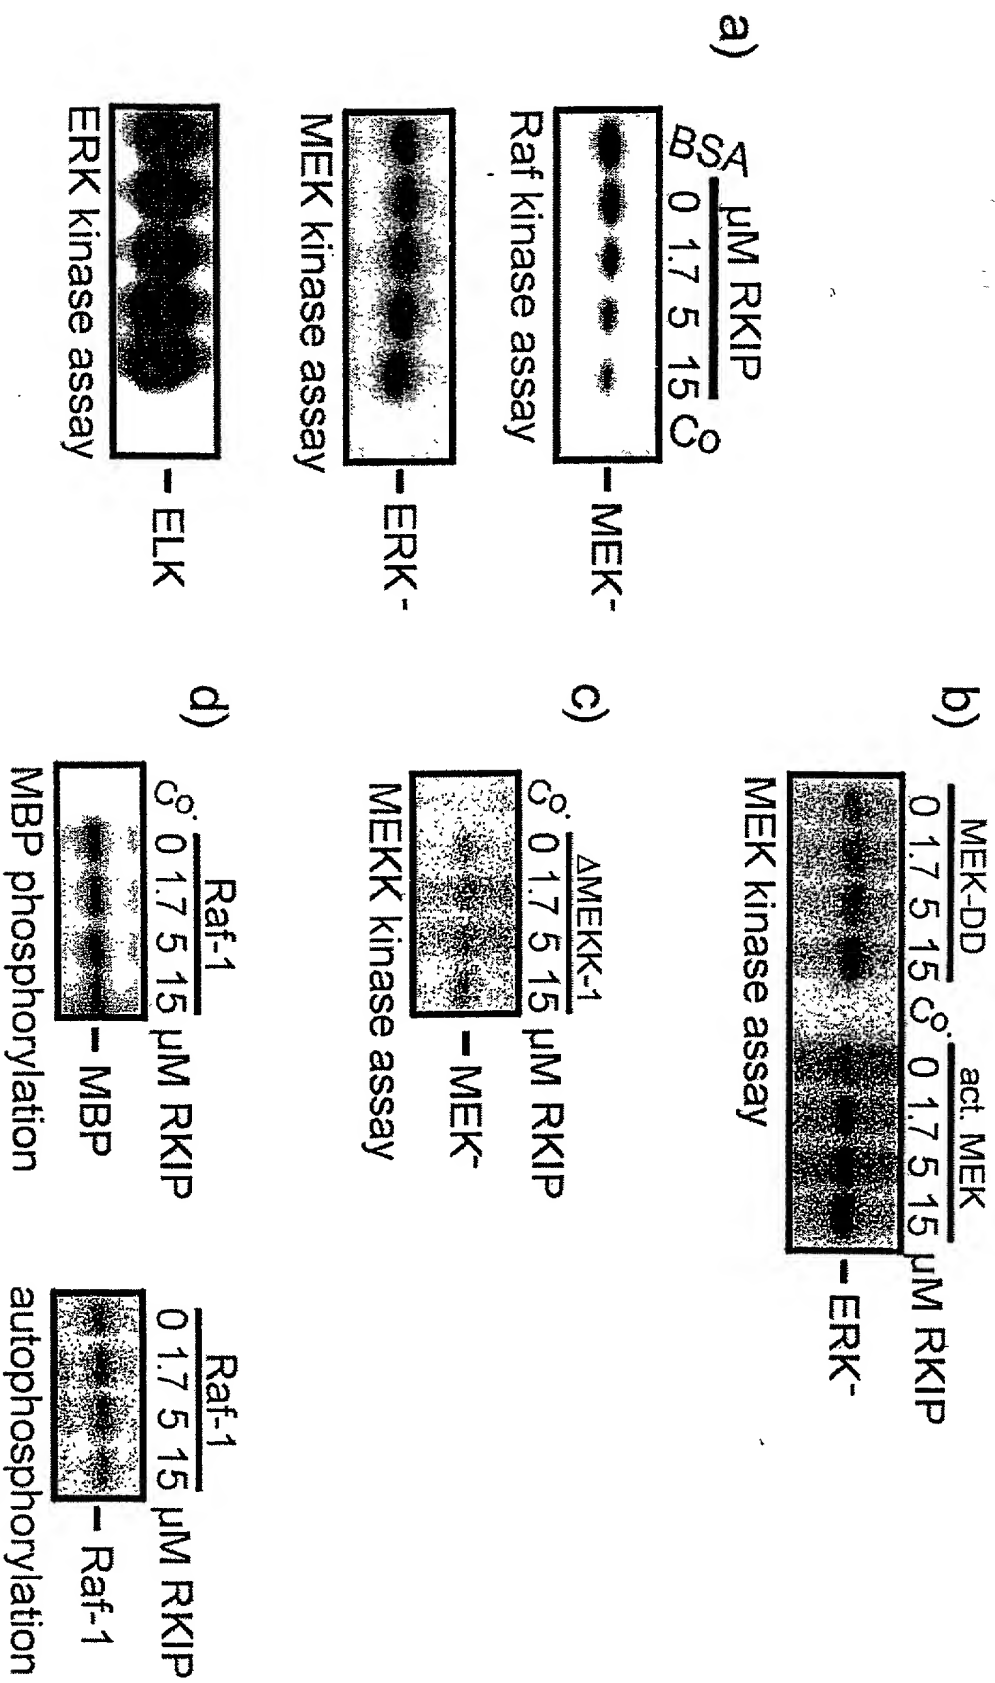 a)
µM RKIP
BSA 0 1.7 5 15 Co
– MEK-
Raf kinase assay
– ERK-
MEK kinase assay
– ELK
ERK kinase assay
b)
MEK-DD act. MEK
0 1.7 5 15 Co. 0 1.7 5 15 µM RKIP
– ERK-
MEK kinase assay
c)
ΔMEKK-1
Co. 0 1.7 5 15 µM RKIP
– MEK-
MEKK kinase assay
d)
Raf-1
Co. 0 1.7 5 15 µM RKIP
– MBP
MBP phosphorylation
Raf-1
0 1.7 5 15 µM RKIP
– Raf-1
autophosphorylation